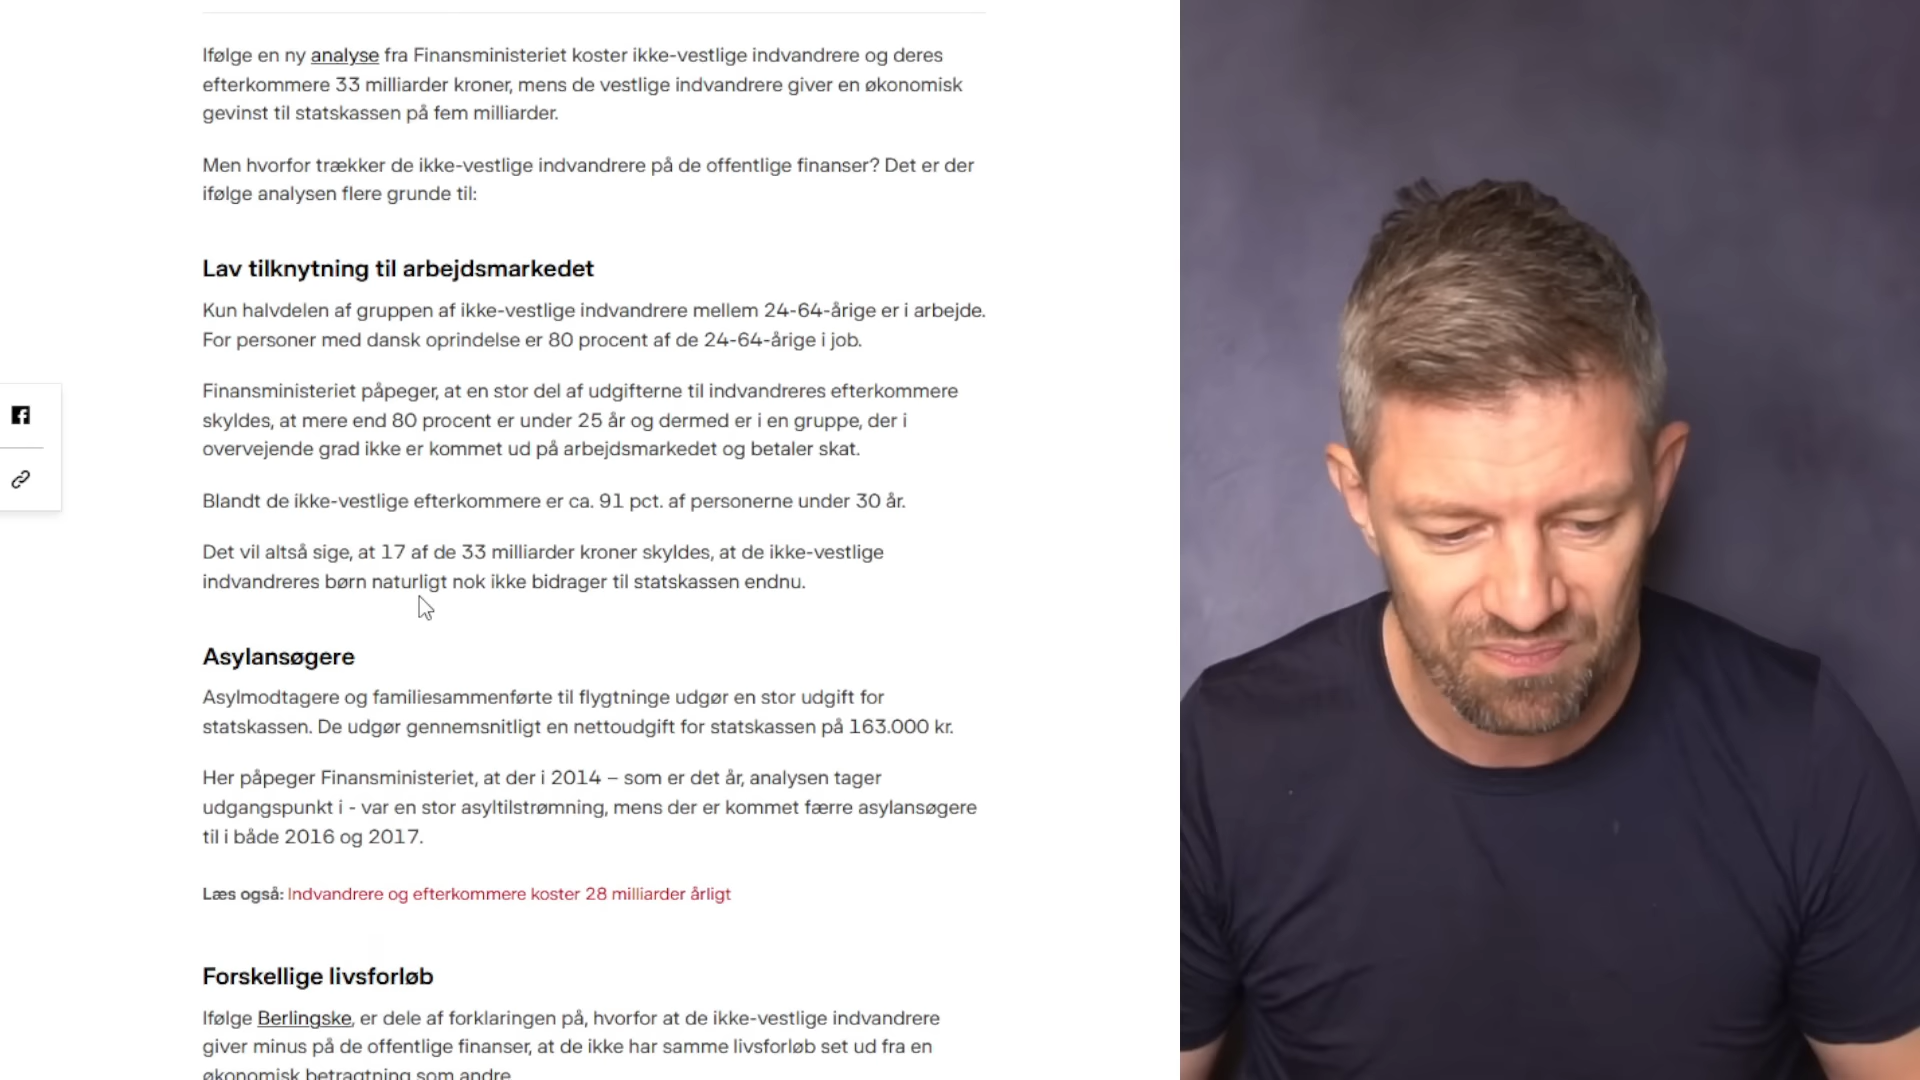 Ifølge en ny analyse fra Finansministeriet koster ikke-vestlige indvandrere og deres
efterkommere 33 milliarder kroner, mens de vestlige indvandrere giver en økonomisk
gevinst til statskassen på fem milliarder.
Men hvorfor trækker de ikke-vestlige indvandrere på de offentlige finanser? Det er der
ifølge analysen flere grunde til:
Lav tilknytning til arbejdsmarkedet
Kun halvdelen af gruppen af ikke-vestlige indvandrere mellem 24-64-årige er i arbejde.
For personer med dansk oprindelse er 80 procent af de 24-64-årige i job.
Finansministeriet påpeger, at en stor del af udgifterne til indvandreres efterkommere
skyldes, at mere end 80 procent er under 25 år og dermed er i en gruppe, der i
overvejende grad ikke er kommet ud på arbejdsmarkedet og betaler skat.
Blandt de ikke-vestlige efterkommere er ca. 91 pct. af personerne under 30 år.
Det vil altså sige, at 17 af de 33 milliarder kroner skyldes, at de ikke-vestlige
indvandreres børn naturligt nok ikke bidrager til statskassen endnu.
Asylansøgere
Asylmodtagere og familiesammenførte til flygtninge udgør en stor udgift for
statskassen. De udgør gennemsnitligt en nettoudgift for statskassen på 163.000 kr.
Her påpeger Finansministeriet, at der i 2014 – som er det år, analysen tager
udgangspunkt i - var en stor asyltilstrømning, mens der er kommet færre asylansøgere
til i både 2016 og 2017.
Læs også: Indvandrere og efterkommere koster 28 milliarder årligt
Forskellige livsforløb
Ifølge Berlingske, er dele af forklaringen på, hvorfor at de ikke-vestlige indvandrere
giver minus på de offentlige finanser, at de ikke har samme livsforløb set ud fra en
økonomisk betragtning som andre